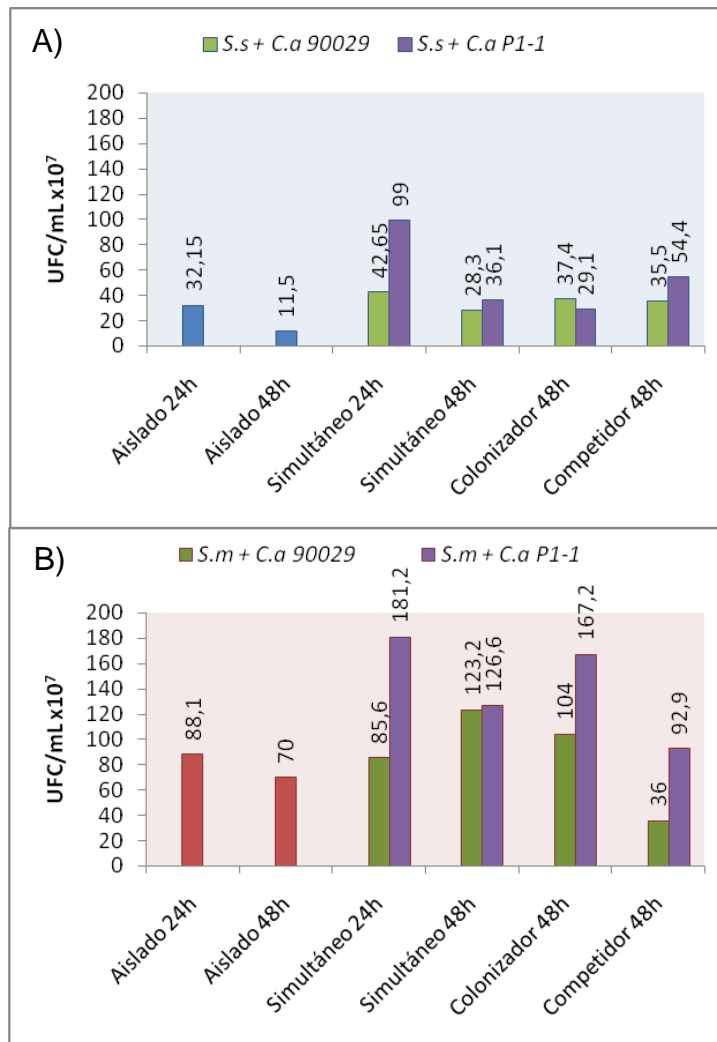 A)
S.s + C.a 90029 S.s + C.a P1-1
UFC/mL x10⁷
200
180
160
140
120
100
80
60
40
20
0
32,15
11,5
42,65
99
28,3
36,1
37,4
29,1
35,5
54,4
Aislado 24h
Aislado 48h
Simultáneo 24h
Simultáneo 48h
Colonizador 48h
Competidor 48h
B)
S.m + C.a 90029 S.m + C.a P1-1
UFC/mL x10⁷
200
180
160
140
120
100
80
60
40
20
0
88,1
70
85,6
181,2
123,2
126,6
104
167,2
36
92,9
Aislado 24h
Aislado 48h
Simultáneo 24h
Simultáneo 48h
Colonizador 48h
Competidor 48h